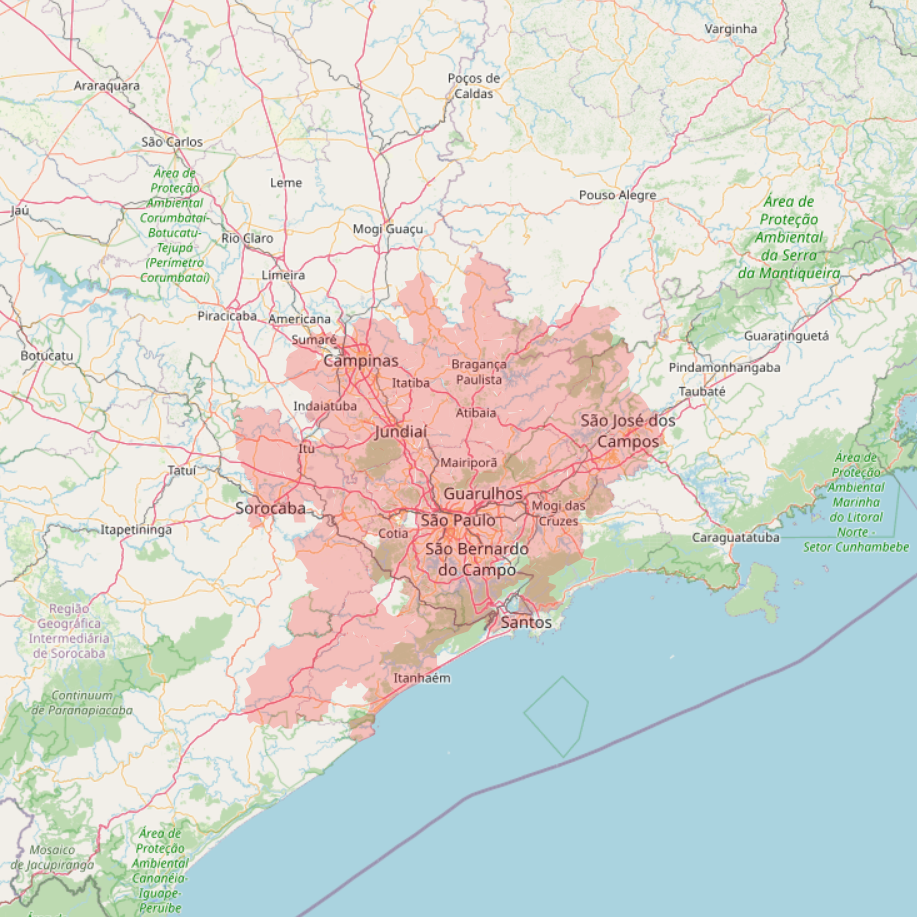 Varginha
Poços de
Caldas
Araraquara
São Carlos
Área de
Proteção
Ambiental
Corumbataí-
Botucatu-
Tejupá
(Perímetro
Corumbataí)
Leme
Pouso Alegre
Jaú
Área de
Proteção
Ambiental
da Serra
da Mantiqueira
Mogi Guaçu
Rio Claro
Limeira
Piracicaba
Americana
Sumaré
Guaratinguetá
Botucatu
Campinas
Bragança
Paulista
Pindamonhangaba
Itatiba
Taubaté
Indaiatuba
Atibaia
São José dos
Campos
Jundiaí
Itu
Mairiporã
Tatuí
Área de
Proteção
Ambiental
Marinha
do Litoral
Norte -
Setor Cunhambebe
Guarulhos
Sorocaba
Mogi das
Cruzes
São Paulo
Itapetininga
Cotia
Caraguatatuba
São Bernardo
do Campo
Região
Geográfica
Intermediária
de Sorocaba
Santos
Itanhaém
Continuum
de Paranapiacaba
Mosaico
de Jacupiranga
Área de
Proteção
Ambiental
Cananéia-
Iguape-
Peruíbe